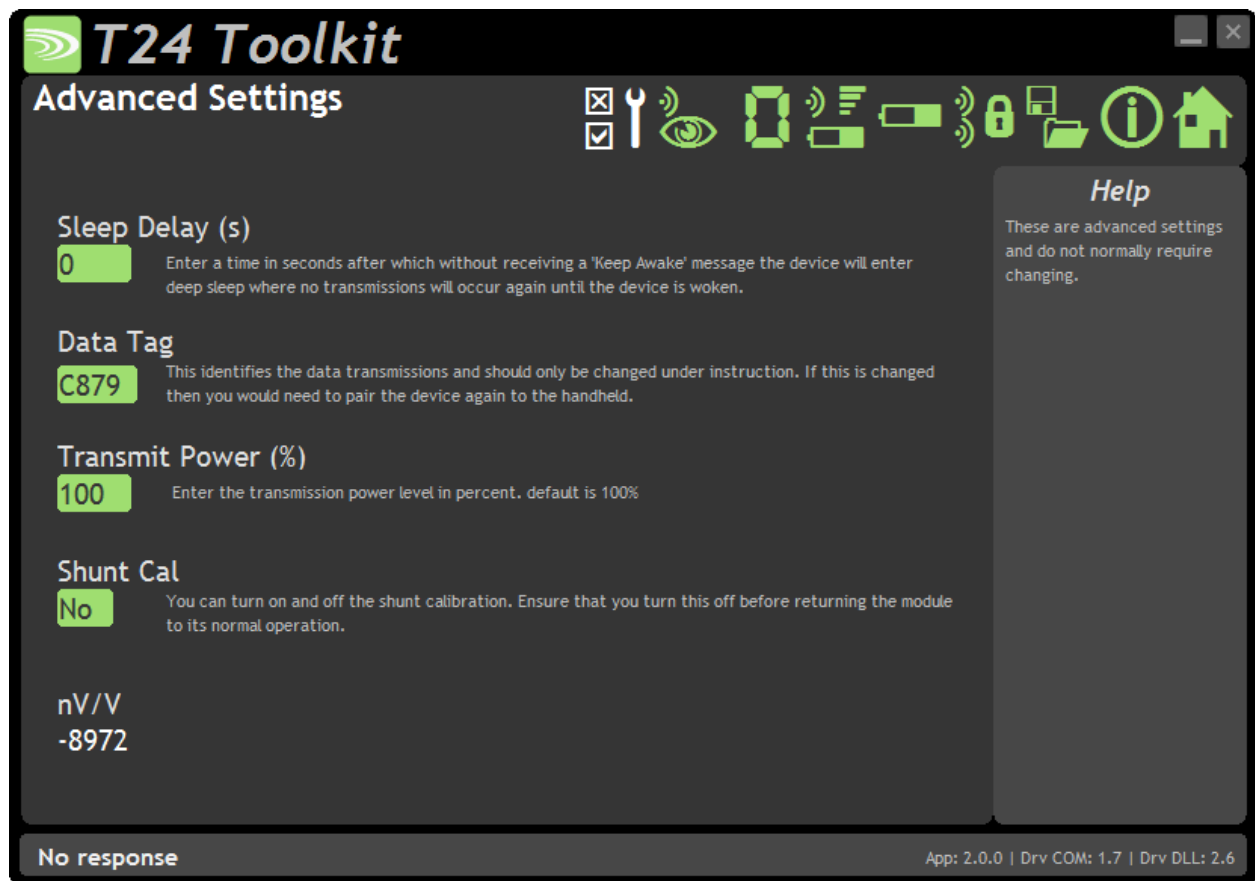 T24 Toolkit
Advanced Settings
Sleep Delay (s)
0
Enter a time in seconds after which without receiving a 'Keep Awake' message the device will enter
deep sleep where no transmissions will occur again until the device is woken.
Data Tag
C879
This identifies the data transmissions and should only be changed under instruction. If this is changed
then you would need to pair the device again to the handheld.
Transmit Power (%)
100
Enter the transmission power level in percent. default is 100%
Shunt Cal
No
You can turn on and off the shunt calibration. Ensure that you turn this off before returning the module
to its normal operation.
nV/V
-8972
Help
These are advanced settings
and do not normally require
changing.
No response
App: 2.0.0 | Drv COM: 1.7 | Drv DLL: 2.6